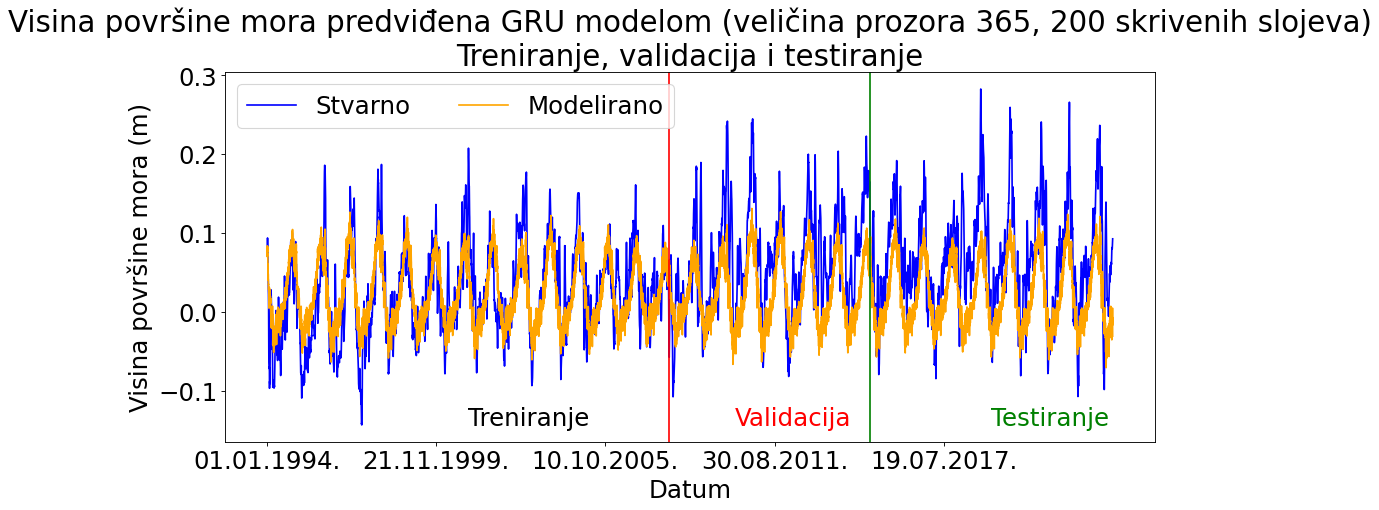 Visina površine mora predviđena GRU modelom (veličina prozora 365, 200 skrivenih slojeva)
Treniranje, validacija i testiranje
Stvarno
Modelirano
Visina površine mora (m)
0.3
0.2
0.1
0.0
−0.1
Treniranje
Validacija
Testiranje
01.01.1994.
21.11.1999.
10.10.2005.
30.08.2011.
19.07.2017.
Datum